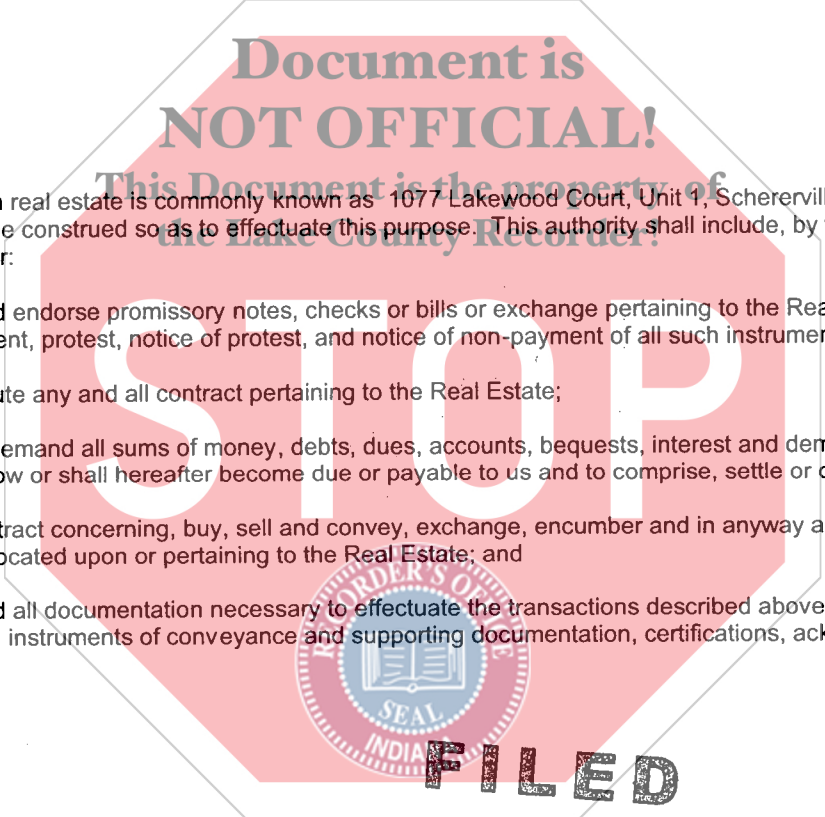 Document is
NOT OFFICIAL!
This Document is the property of
the Lake County Recorder!
real estate is commonly known as 1077 Lakewood Court, Unit 1, Scherervill
e construed so as to effectuate this purpose. This authority shall include, by
r:
d endorse promissory notes, checks or bills or exchange pertaining to the Rea
ent, protest, notice of protest, and notice of non-payment of all such instrumen
ute any and all contract pertaining to the Real Estate;
emand all sums of money, debts, dues, accounts, bequests, interest and dem
ow or shall hereafter become due or payable to us and to comprise, settle or c
tract concerning, buy, sell and convey, exchange, encumber and in anyway a
ocated upon or pertaining to the Real Estate; and
d all documentation necessary to effectuate the transactions described above
instruments of conveyance and supporting documentation, certifications, ack
STOP
RECORDER'S OFFICE
SEAL
INDIANA
FILED